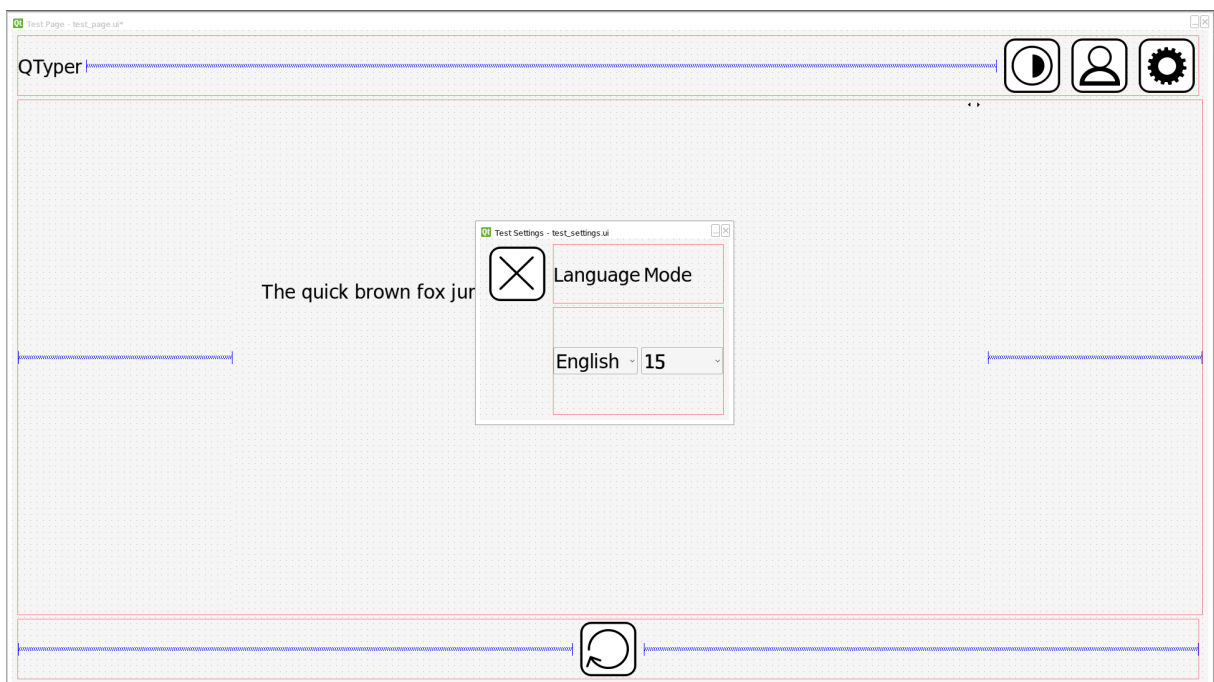 Test Page - test_page.ui*
QTyper
Test Settings - test_settings.ui
Language Mode
The quick brown fox jur
English 15